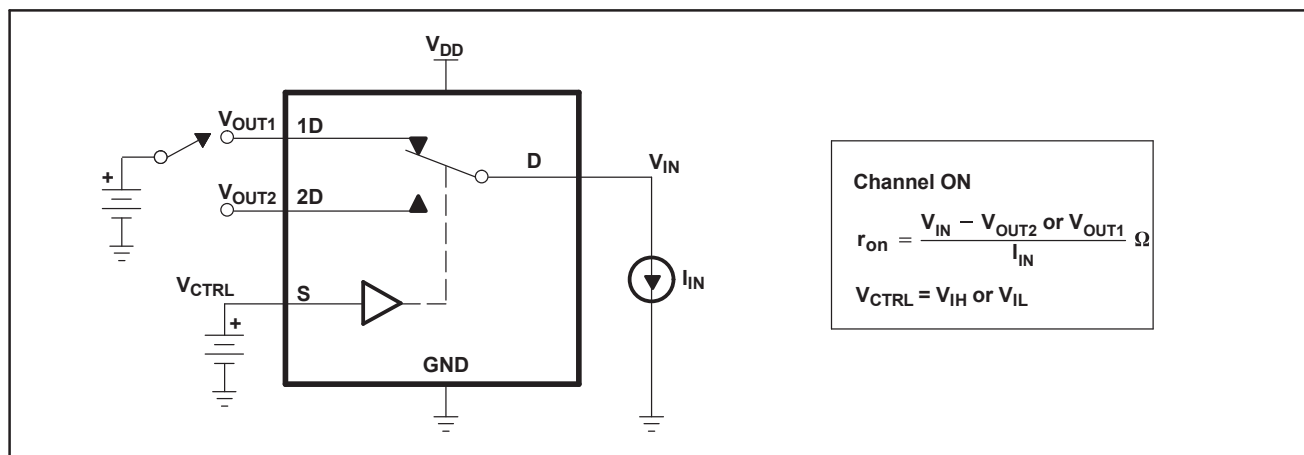 V_DD
V_OUT1 1D
D
V_IN
+
V_OUT2 2D
V_CTRL S
+
I_IN
GND
Channel ON
r_on = (V_IN − V_OUT2 or V_OUT1) / I_IN Ω
V_CTRL = V_IH or V_IL